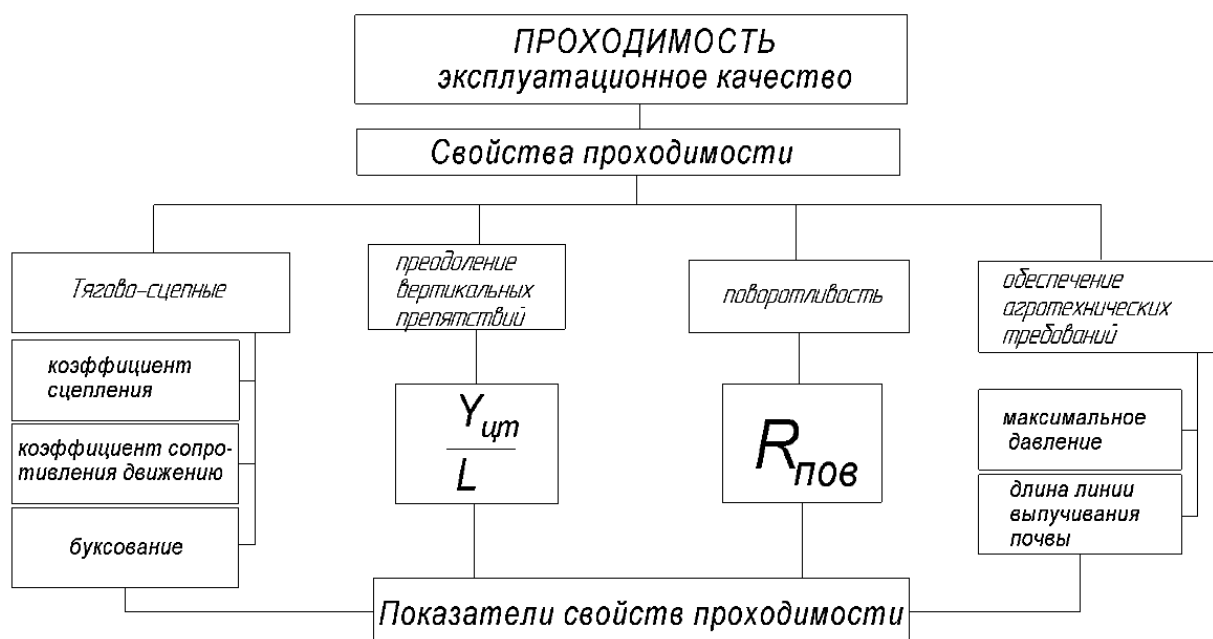 ПРОХОДИМОСТЬ
эксплуатационное качество
Свойства проходимости
Тягово-сцепные
преодоление
вертикальных
препятствий
поворотливость
обеспечение
агротехнических
требований
коэффициент
сцепления
коэффициент сопро-
тивления движению
буксование
Yцт
L
Rпов
максимальное
давление
длина линии
выпучивания
почвы
Показатели свойств проходимости